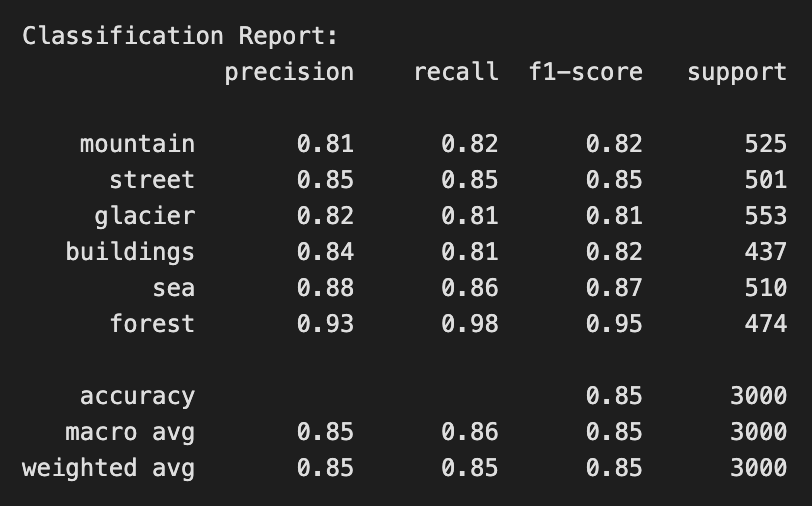 Classification Report:
precision recall f1-score support
mountain 0.81 0.82 0.82 525
street 0.85 0.85 0.85 501
glacier 0.82 0.81 0.81 553
buildings 0.84 0.81 0.82 437
sea 0.88 0.86 0.87 510
forest 0.93 0.98 0.95 474
accuracy 0.85 3000
macro avg 0.85 0.86 0.85 3000
weighted avg 0.85 0.85 0.85 3000